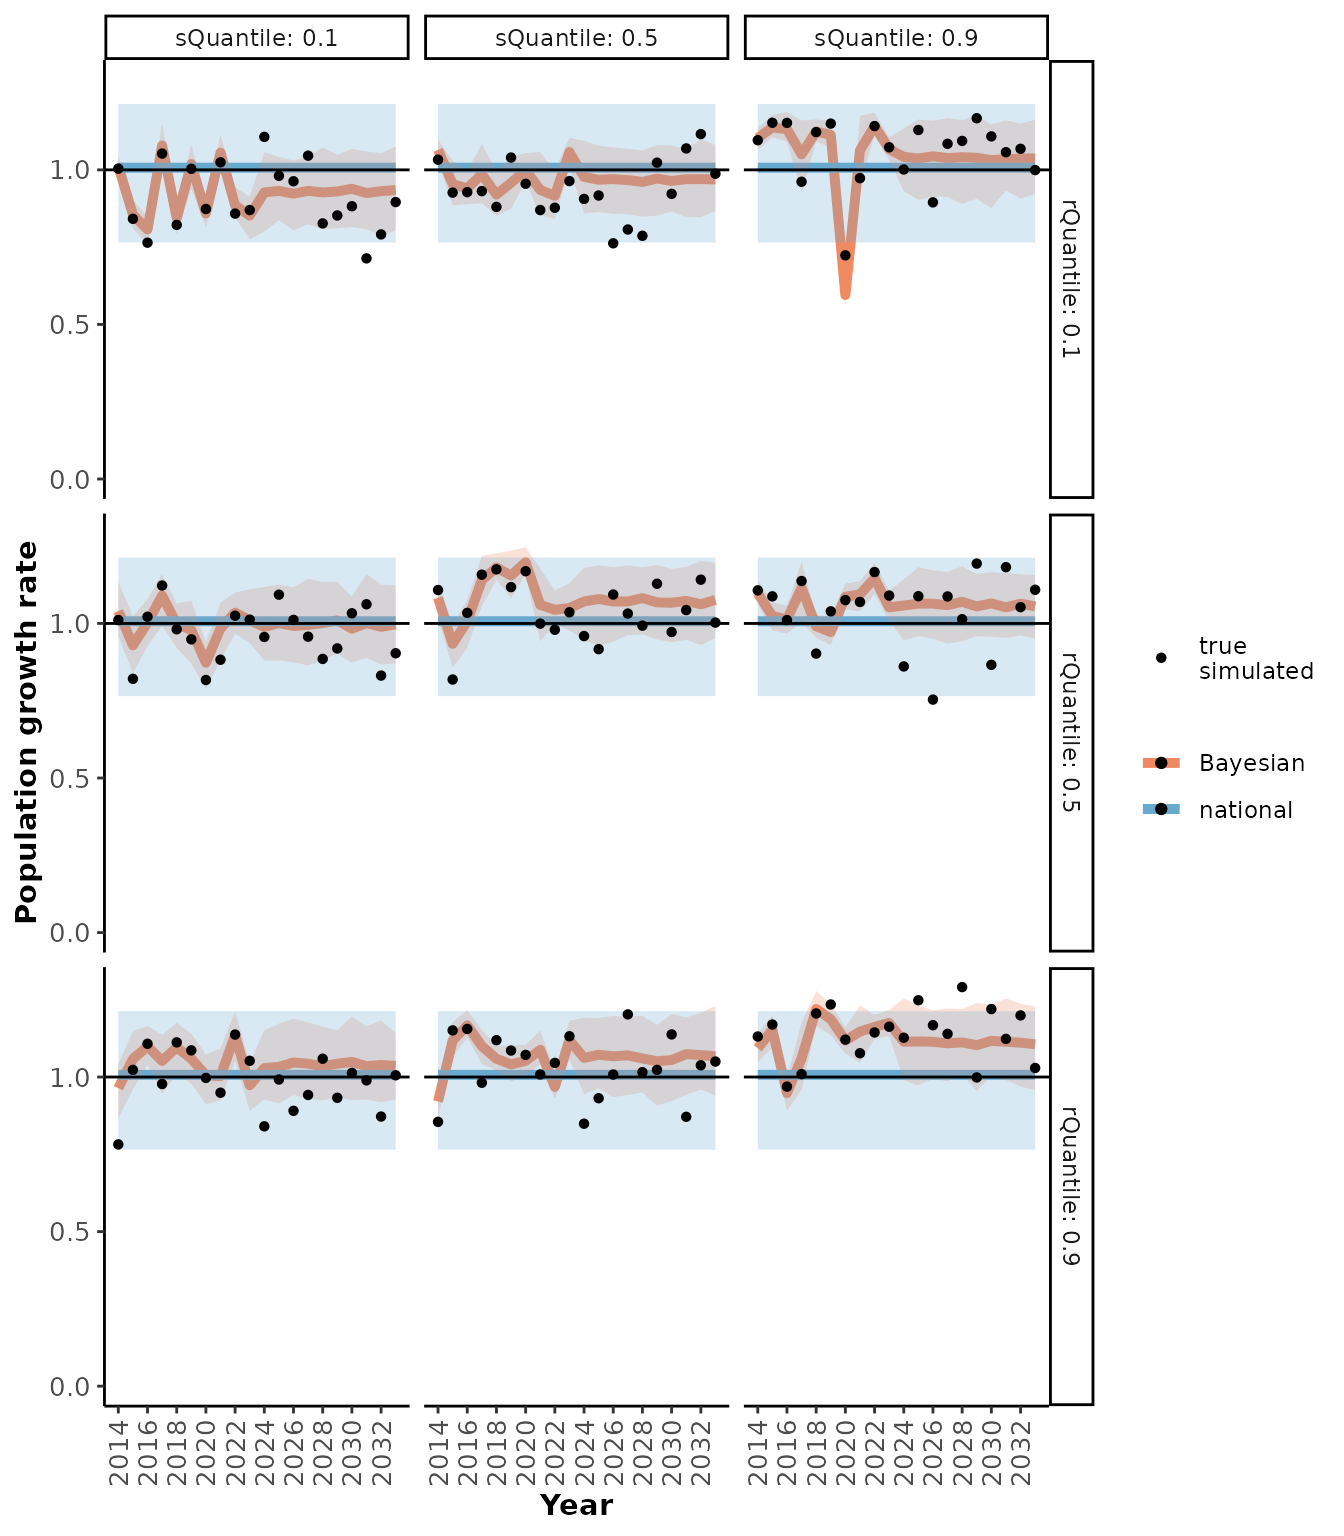 sQuantile: 0.1
sQuantile: 0.5
sQuantile: 0.9
1.0
0.5
0.0
rQuantile: 0.1
1.0
0.5
0.0
rQuantile: 0.5
1.0
0.5
0.0
rQuantile: 0.9
Population growth rate
2014 2016 2018 2020 2022 2024 2026 2028 2030 2032
2014 2016 2018 2020 2022 2024 2026 2028 2030 2032
2014 2016 2018 2020 2022 2024 2026 2028 2030 2032
Year
true
simulated
Bayesian
national